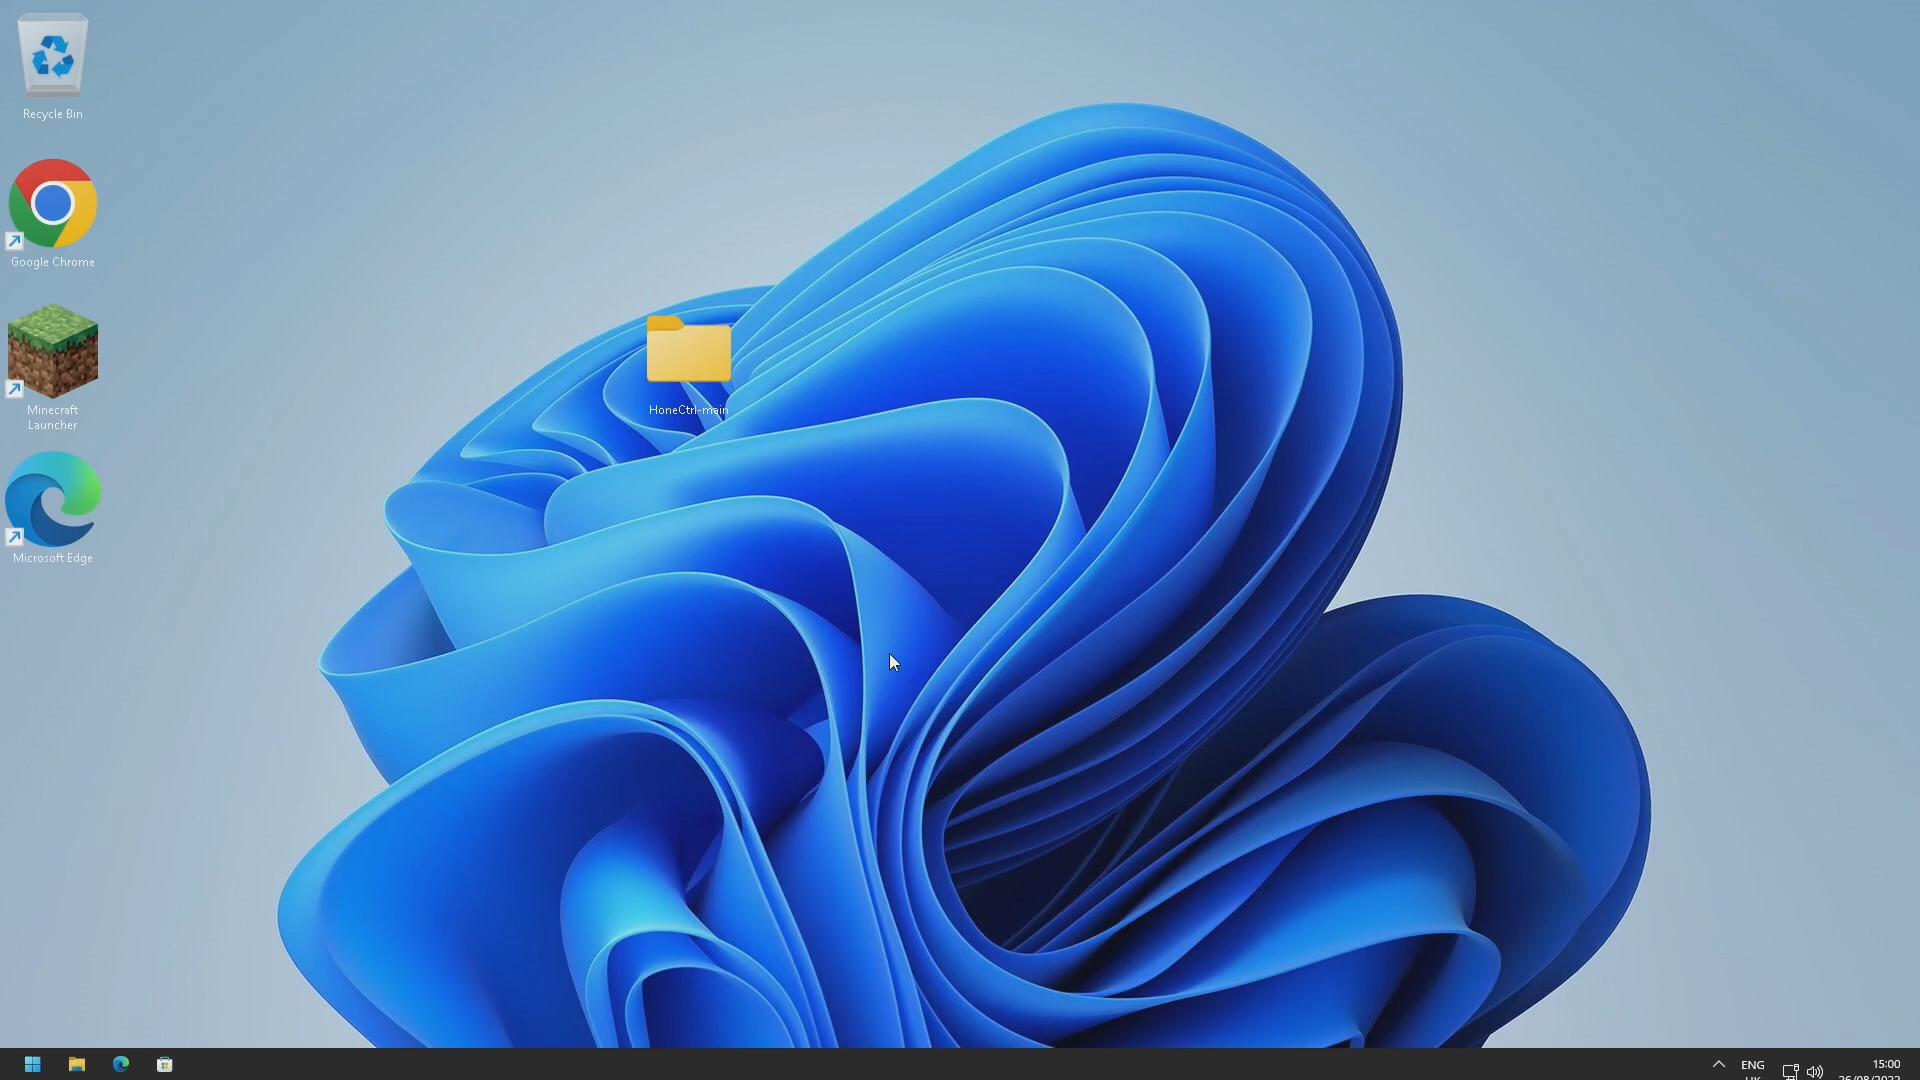 Recycle Bin
Google Chrome
Minecraft
Launcher
Microsoft Edge
HoneCtrl-main
ENG
15:00